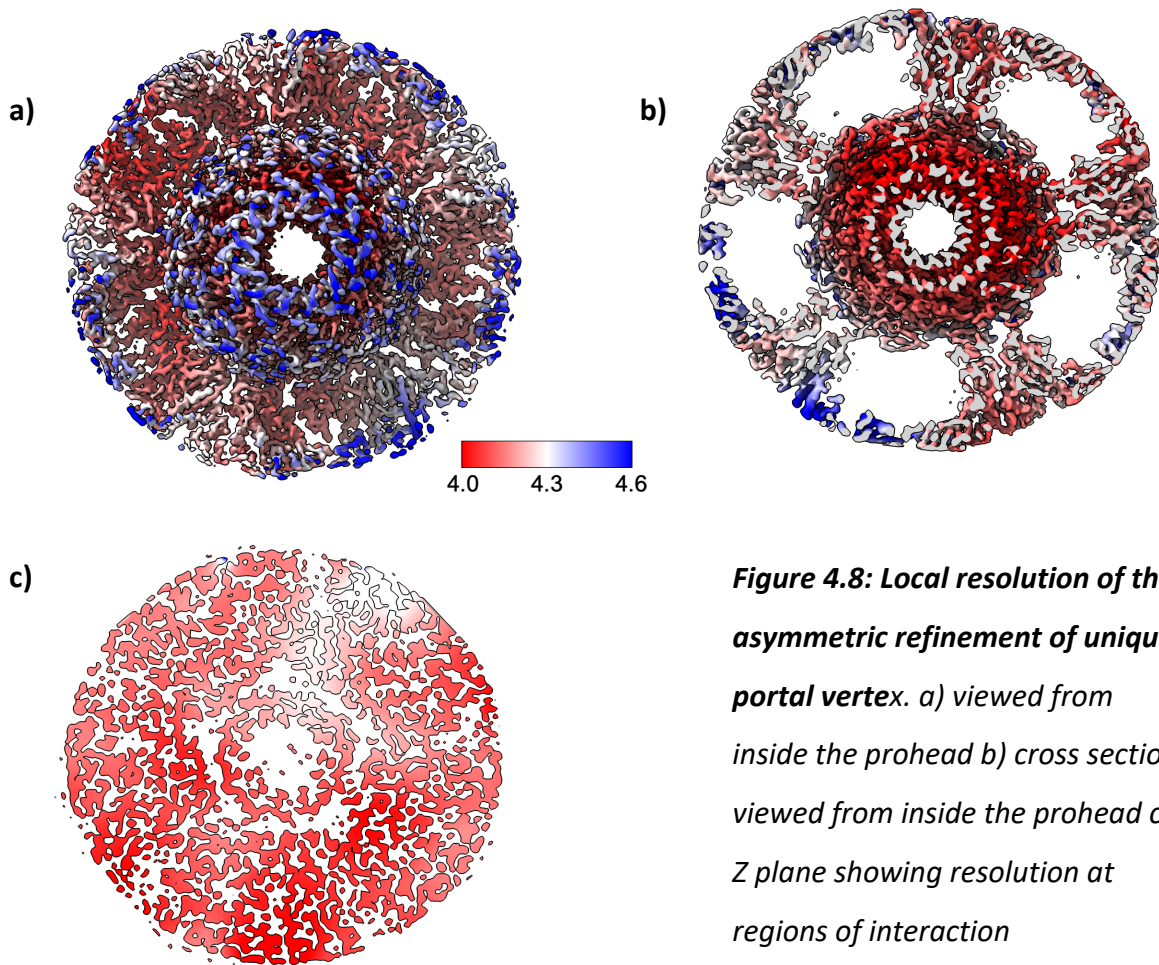 a)
b)
4.0 4.3 4.6
c)
Figure 4.8: Local resolution of th
asymmetric refinement of uniqu
portal vertex. a) viewed from
inside the prohead b) cross sectio
viewed from inside the prohead c
Z plane showing resolution at
regions of interaction